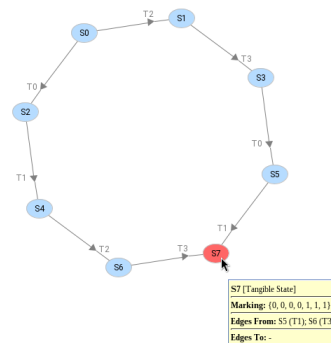 T2
S1
S0
T3
S3
T0
S2
T0
T1
S5
S4
T1
T2
T3
S7
S6
S7 [Tangible State]
Marking: {0, 0, 0, 0, 1, 1, 1}
Edges From: S5 (T1); S6 (T3
Edges To: -